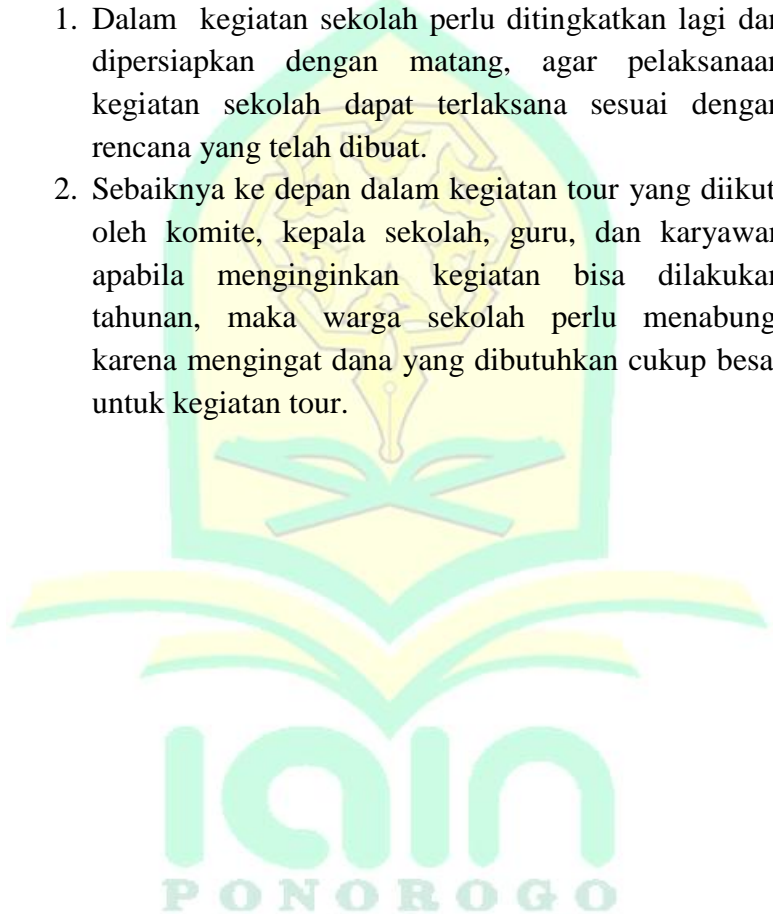 1. Dalam kegiatan sekolah perlu ditingkatkan lagi dan
dipersiapkan dengan matang, agar pelaksanaan
kegiatan sekolah dapat terlaksana sesuai dengan
rencana yang telah dibuat.
2. Sebaiknya ke depan dalam kegiatan tour yang diikut
oleh komite, kepala sekolah, guru, dan karyawan
apabila menginginkan kegiatan bisa dilakukan
tahunan, maka warga sekolah perlu menabung
karena mengingat dana yang dibutuhkan cukup besa
untuk kegiatan tour.
iain
PONOROGO